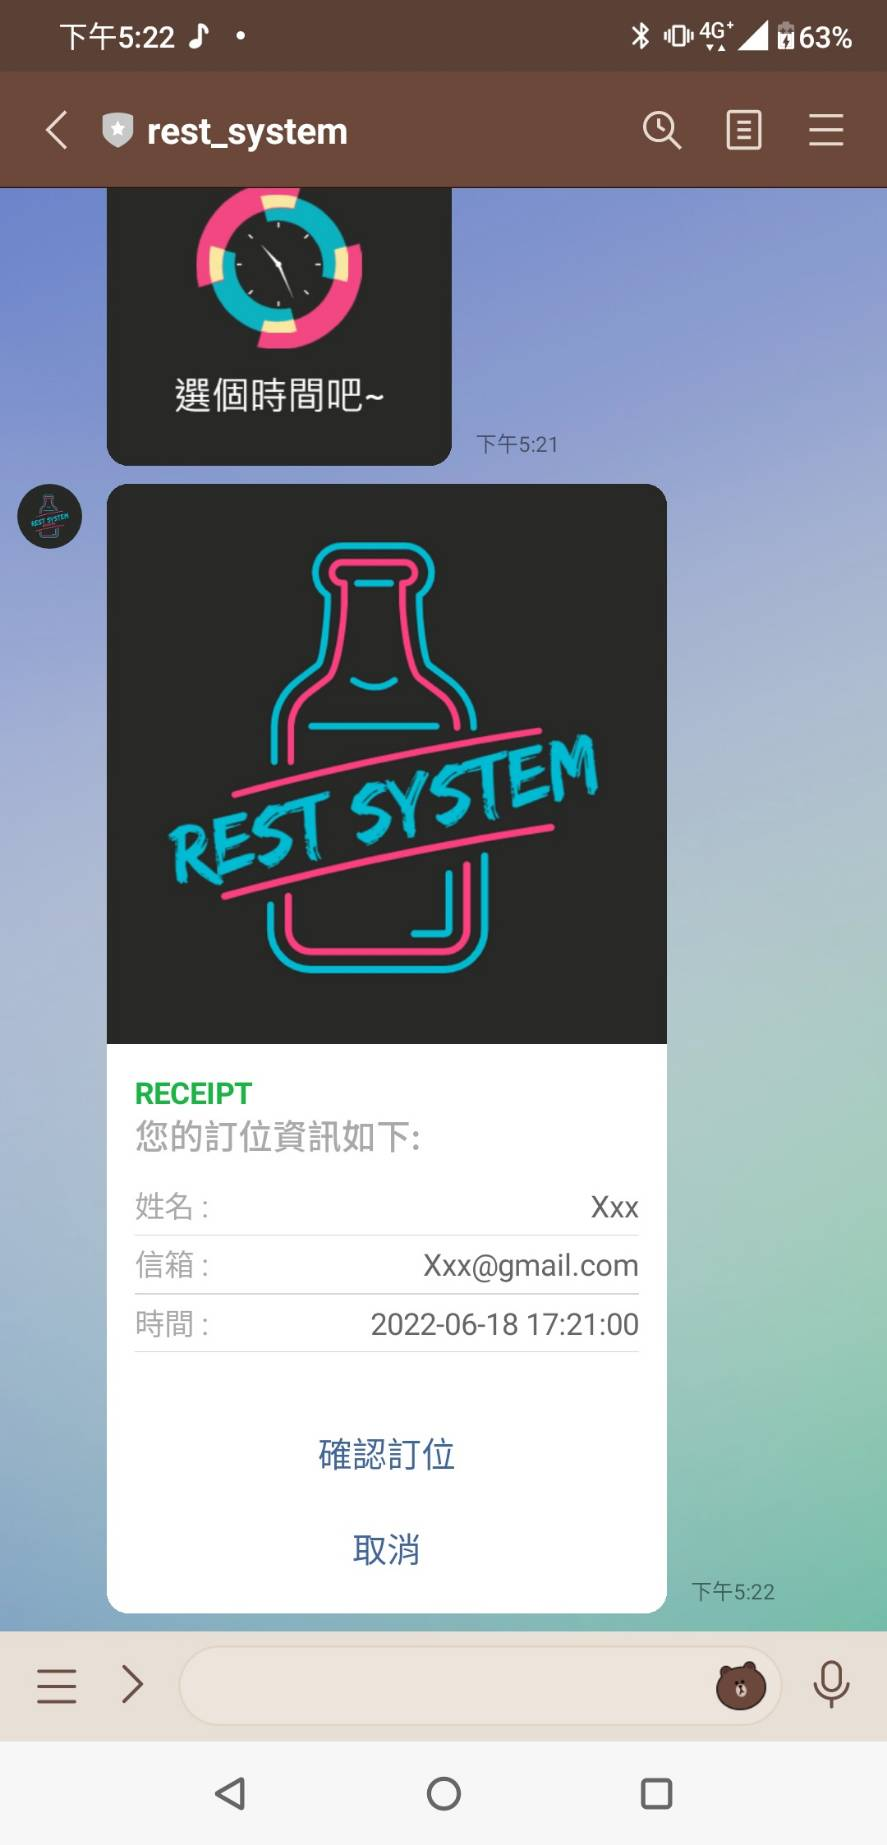 下午5:22
4G+
63%
rest_system
選個時間吧~
下午5:21
REST SYSTEM
REST SYSTEM
RECEIPT
您的訂位資訊如下:
姓名 : Xxx
信箱 : Xxx@gmail.com
時間 : 2022-06-18 17:21:00
確認訂位
取消
下午5:22